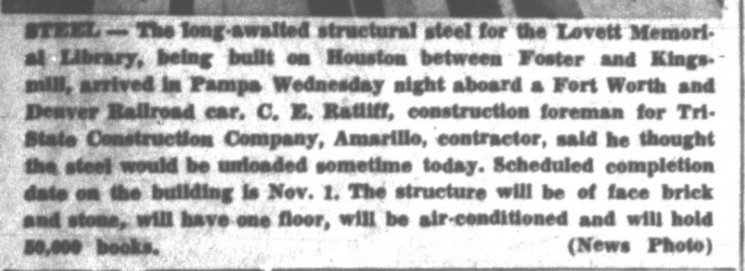 STEEL — The long-awaited structural steel for the Lovett Memori-
al Library, being built on Houston between Foster and Kings-
mill, arrived in Pampa Wednesday night aboard a Fort Worth and
Denver Railroad car. C. E. Ratliff, construction foreman for Tri-
State Construction Company, Amarillo, contractor, said he thought
the steel would be unloaded sometime today. Scheduled completion
date on the building is Nov. 1. The structure will be of face brick
and stone, will have one floor, will be air-conditioned and will hold
50,000 books. (News Photo)